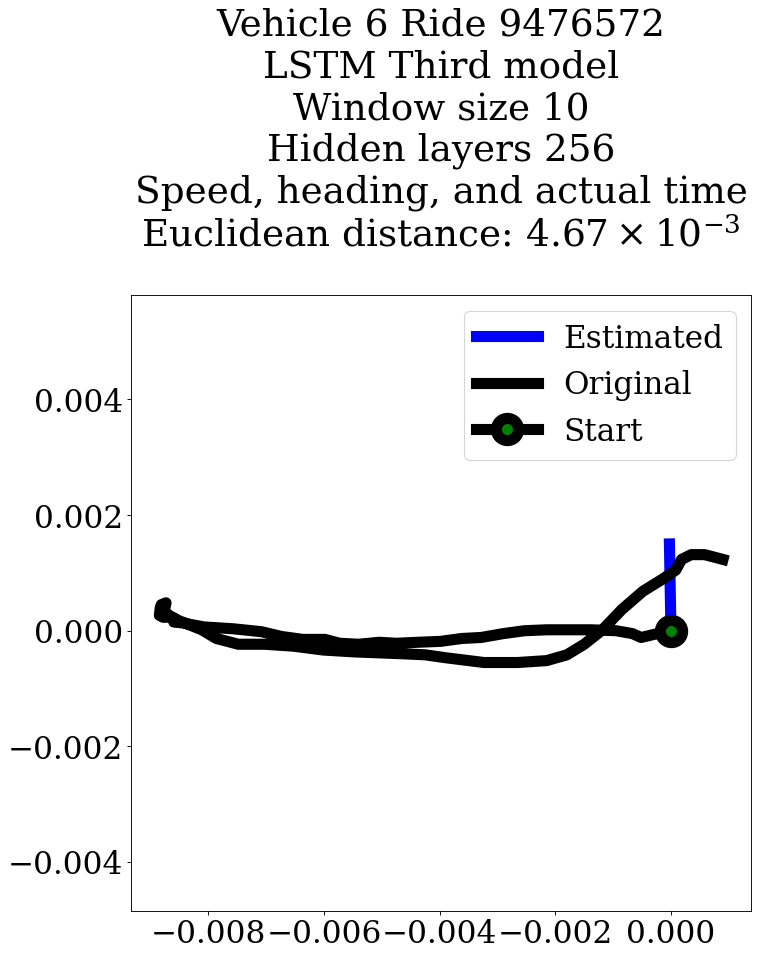 Vehicle 6 Ride 9476572
LSTM Third model
Window size 10
Hidden layers 256
Speed, heading, and actual time
Euclidean distance: 4.67 × 10⁻³
Estimated
Original
Start
0.004
0.002
0.000
−0.002
−0.004
−0.008 −0.006 −0.004 −0.002 0.000